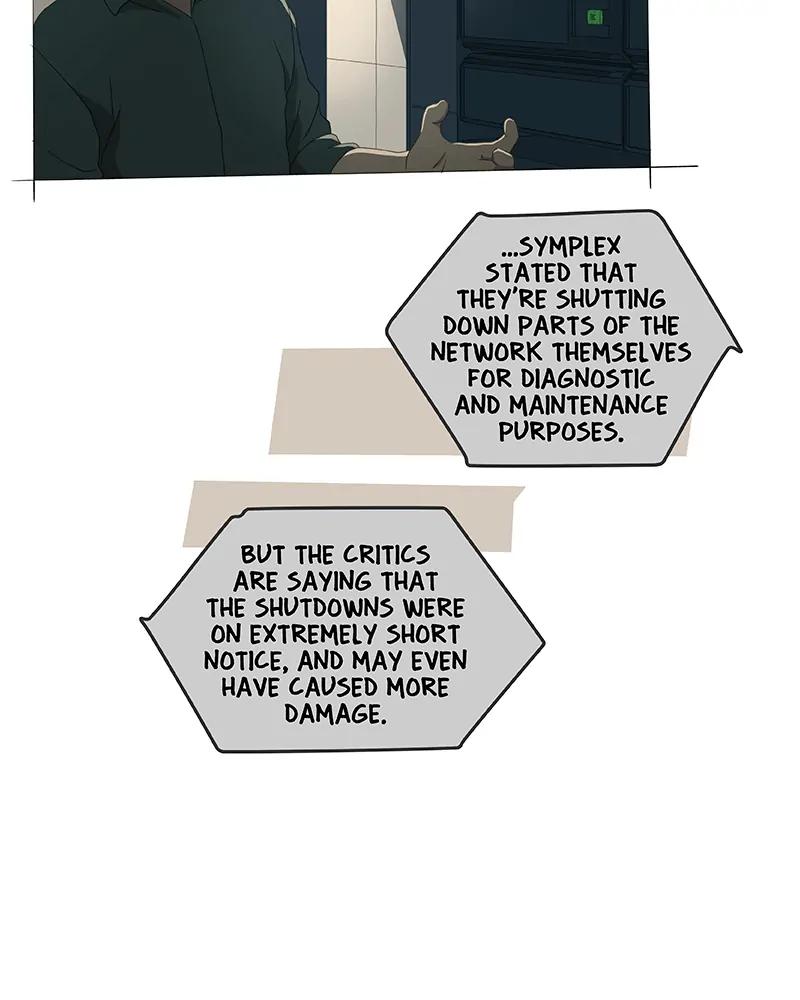 ...SYMPLEX
STATED THAT
THEY'RE SHUTTING
DOWN PARTS OF THE
NETWORK THEMSELVES
FOR DIAGNOSTIC
AND MAINTENANCE
PURPOSES.
BUT THE CRITICS
ARE SAYING THAT
THE SHUTDOWNS WERE
ON EXTREMELY SHORT
NOTICE, AND MAY EVEN
HAVE CAUSED MORE
DAMAGE.